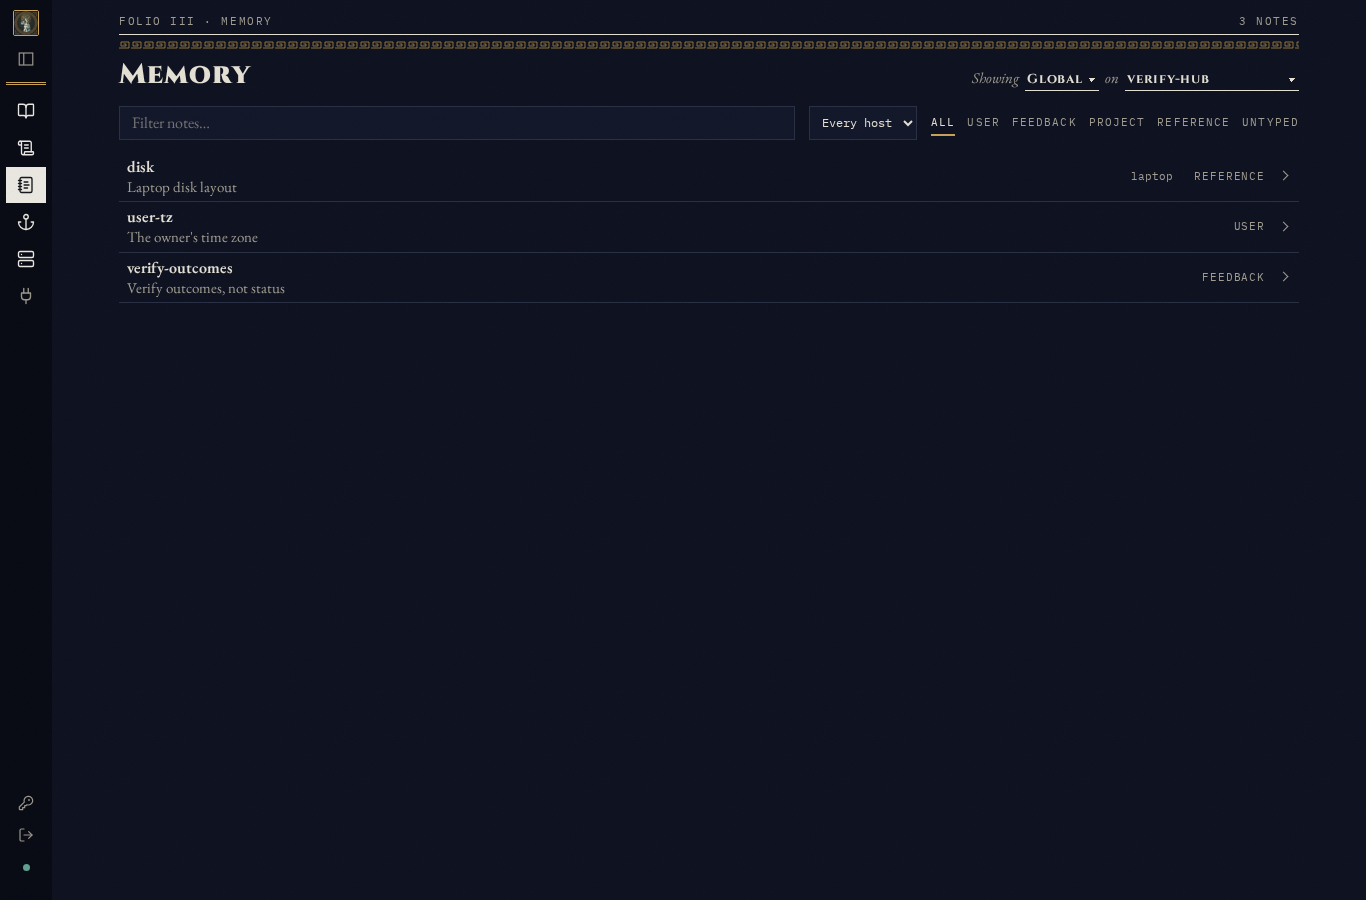 FOLIO III · MEMORY
3 NOTES
Memory
Showing Global on verify-hub
Filter notes...
Every host
ALL USER FEEDBACK PROJECT REFERENCE UNTYPED
disk
Laptop disk layout
laptop REFERENCE
user-tz
The owner's time zone
USER
verify-outcomes
Verify outcomes, not status
FEEDBACK